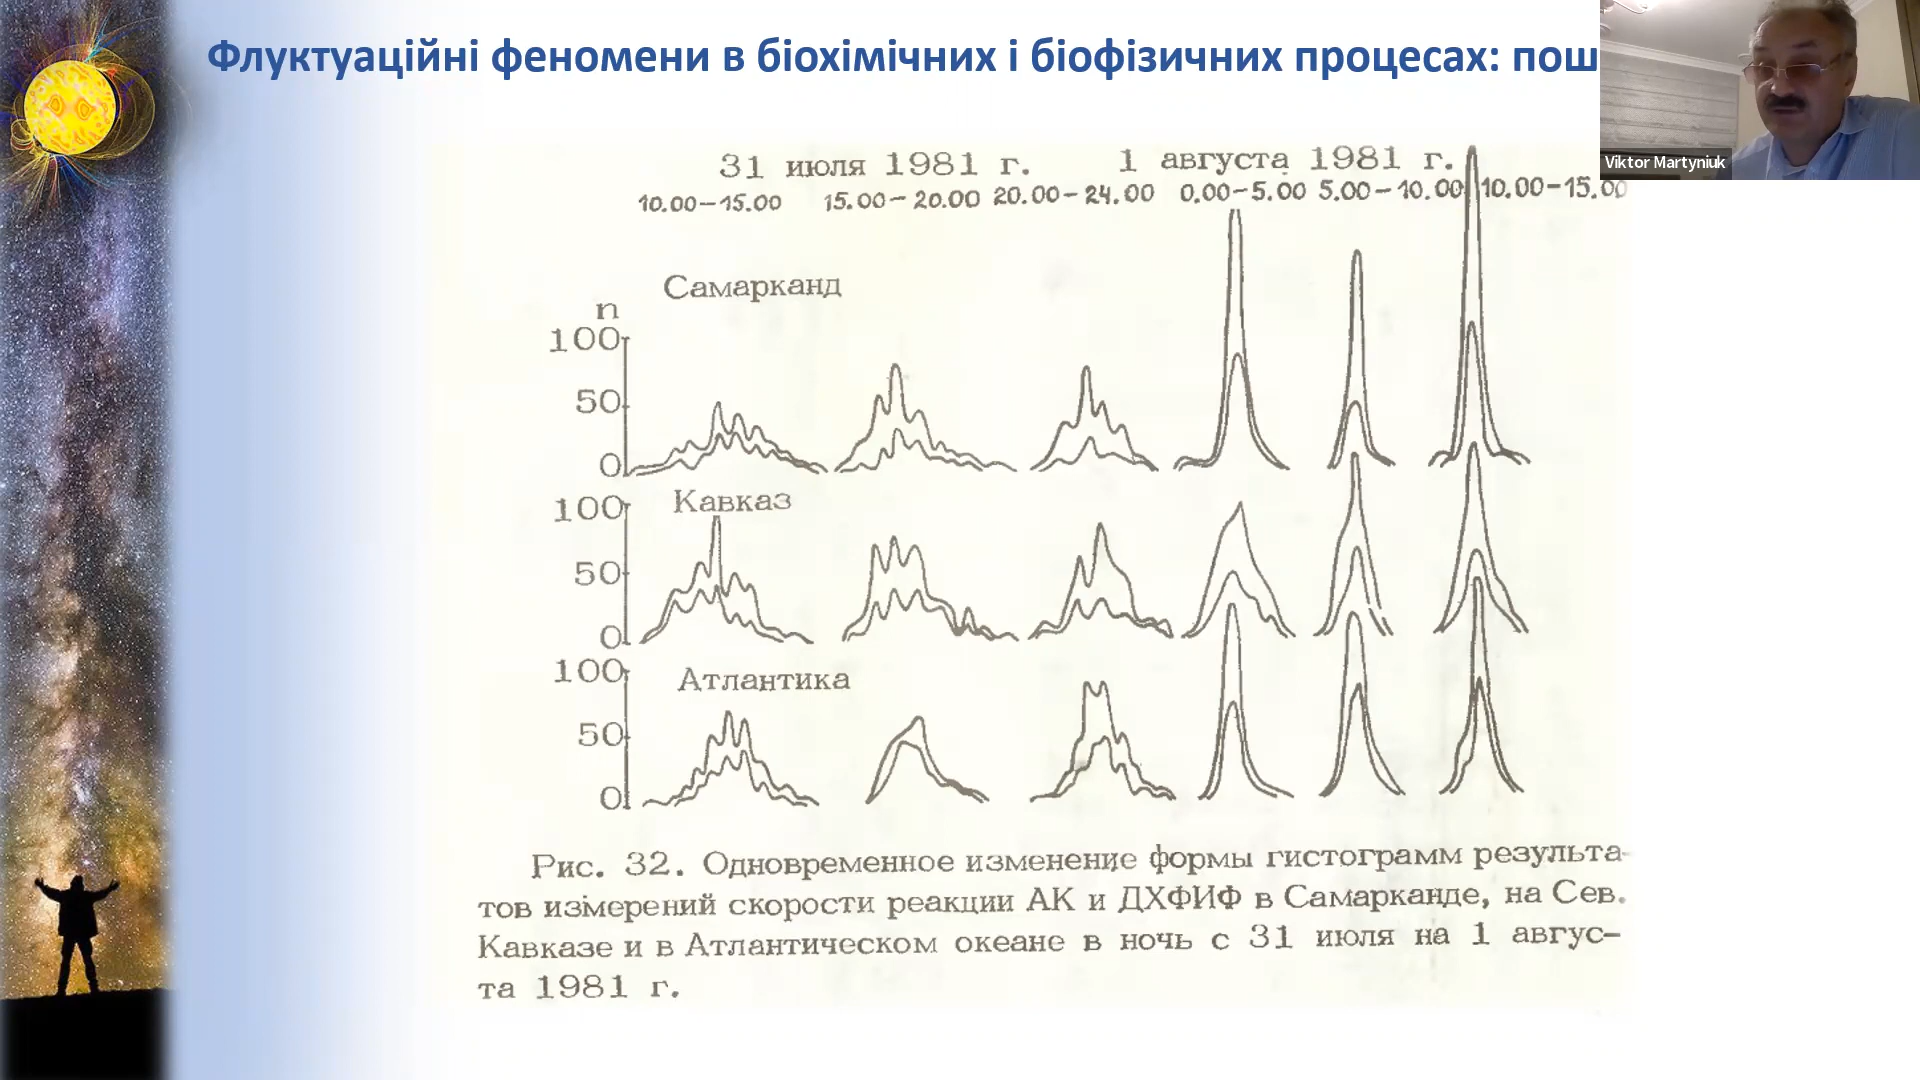 Флуктуаційні феномени в біохімічних і біофізичних процесах: пош
Viktor Martyniuk
31 июля 1981 г. 1 августа 1981 г.
10.00–15.00 15.00–20.00 20.00–24.00 0.00–5.00 5.00–10.00 10.00–15.00
Самарканд
n
100
50
0
Кавказ
100
50
0
Атлантика
100
50
0
Рис. 32. Одновременное изменение формы гистограмм результа-
тов измерений скорости реакции АК и ДХФИФ в Самарканде, на Сев.
Кавказе и в Атлантическом океане в ночь с 31 июля на 1 авгус-
та 1981 г.